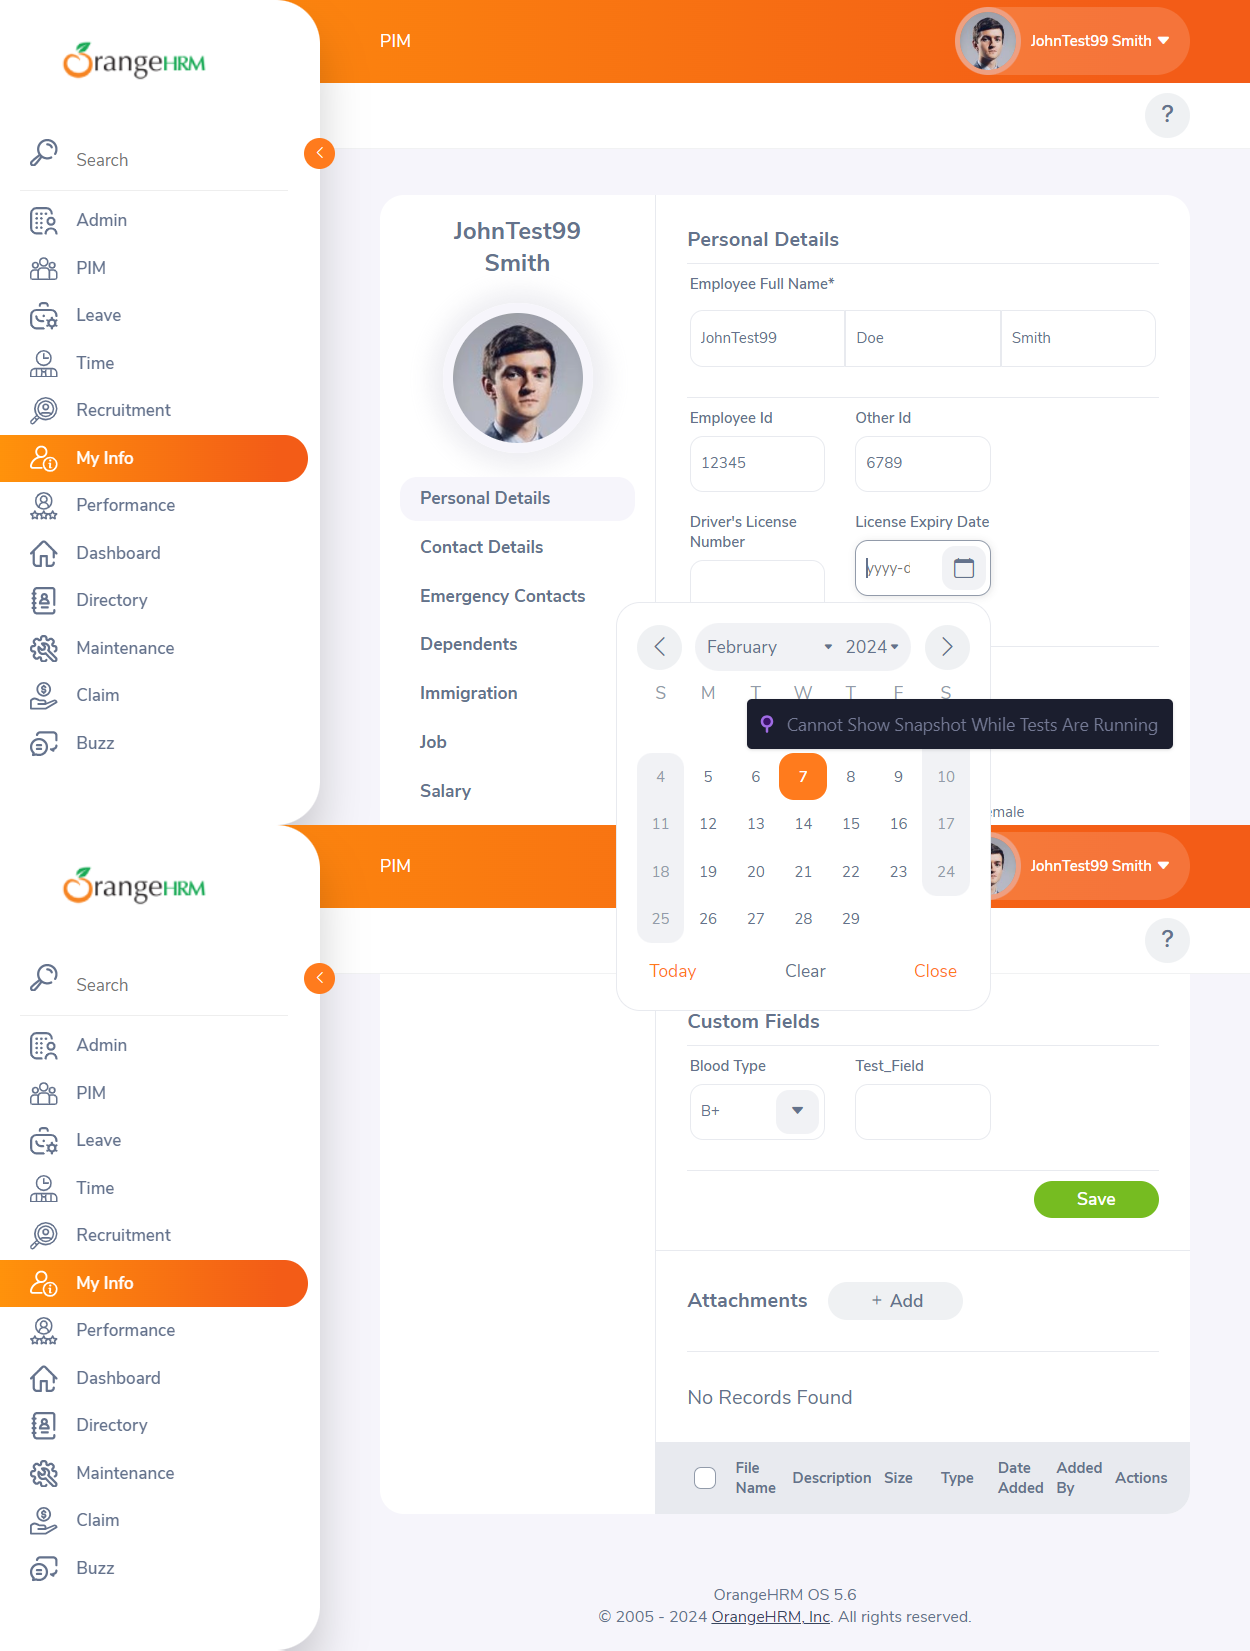 OrangeHRM
PIM
JohnTest99 Smith
?
Search
Admin
PIM
Leave
Time
Recruitment
My Info
Performance
Dashboard
Directory
Maintenance
Claim
Buzz
JohnTest99
Smith
Personal Details
Contact Details
Emergency Contacts
Dependents
Immigration
Job
Salary
Personal Details
Employee Full Name*
JohnTest99 Doe Smith
Employee Id Other Id
12345 6789
Driver's License
Number
License Expiry Date
yyyy-d
February 2024
S M T W T F S
Cannot Show Snapshot While Tests Are Running
4 5 6 7 8 9 10
emale
11 12 13 14 15 16 17
18 19 20 21 22 23 24
25 26 27 28 29
Today Clear Close
OrangeHRM
PIM
JohnTest99 Smith
?
Search
Admin
PIM
Leave
Time
Recruitment
My Info
Performance
Dashboard
Directory
Maintenance
Claim
Buzz
Custom Fields
Blood Type Test_Field
B+
Save
Attachments + Add
No Records Found
File
Name
Description
Size
Type
Date
Added
Added
By
Actions
OrangeHRM OS 5.6
© 2005 - 2024 OrangeHRM, Inc. All rights reserved.